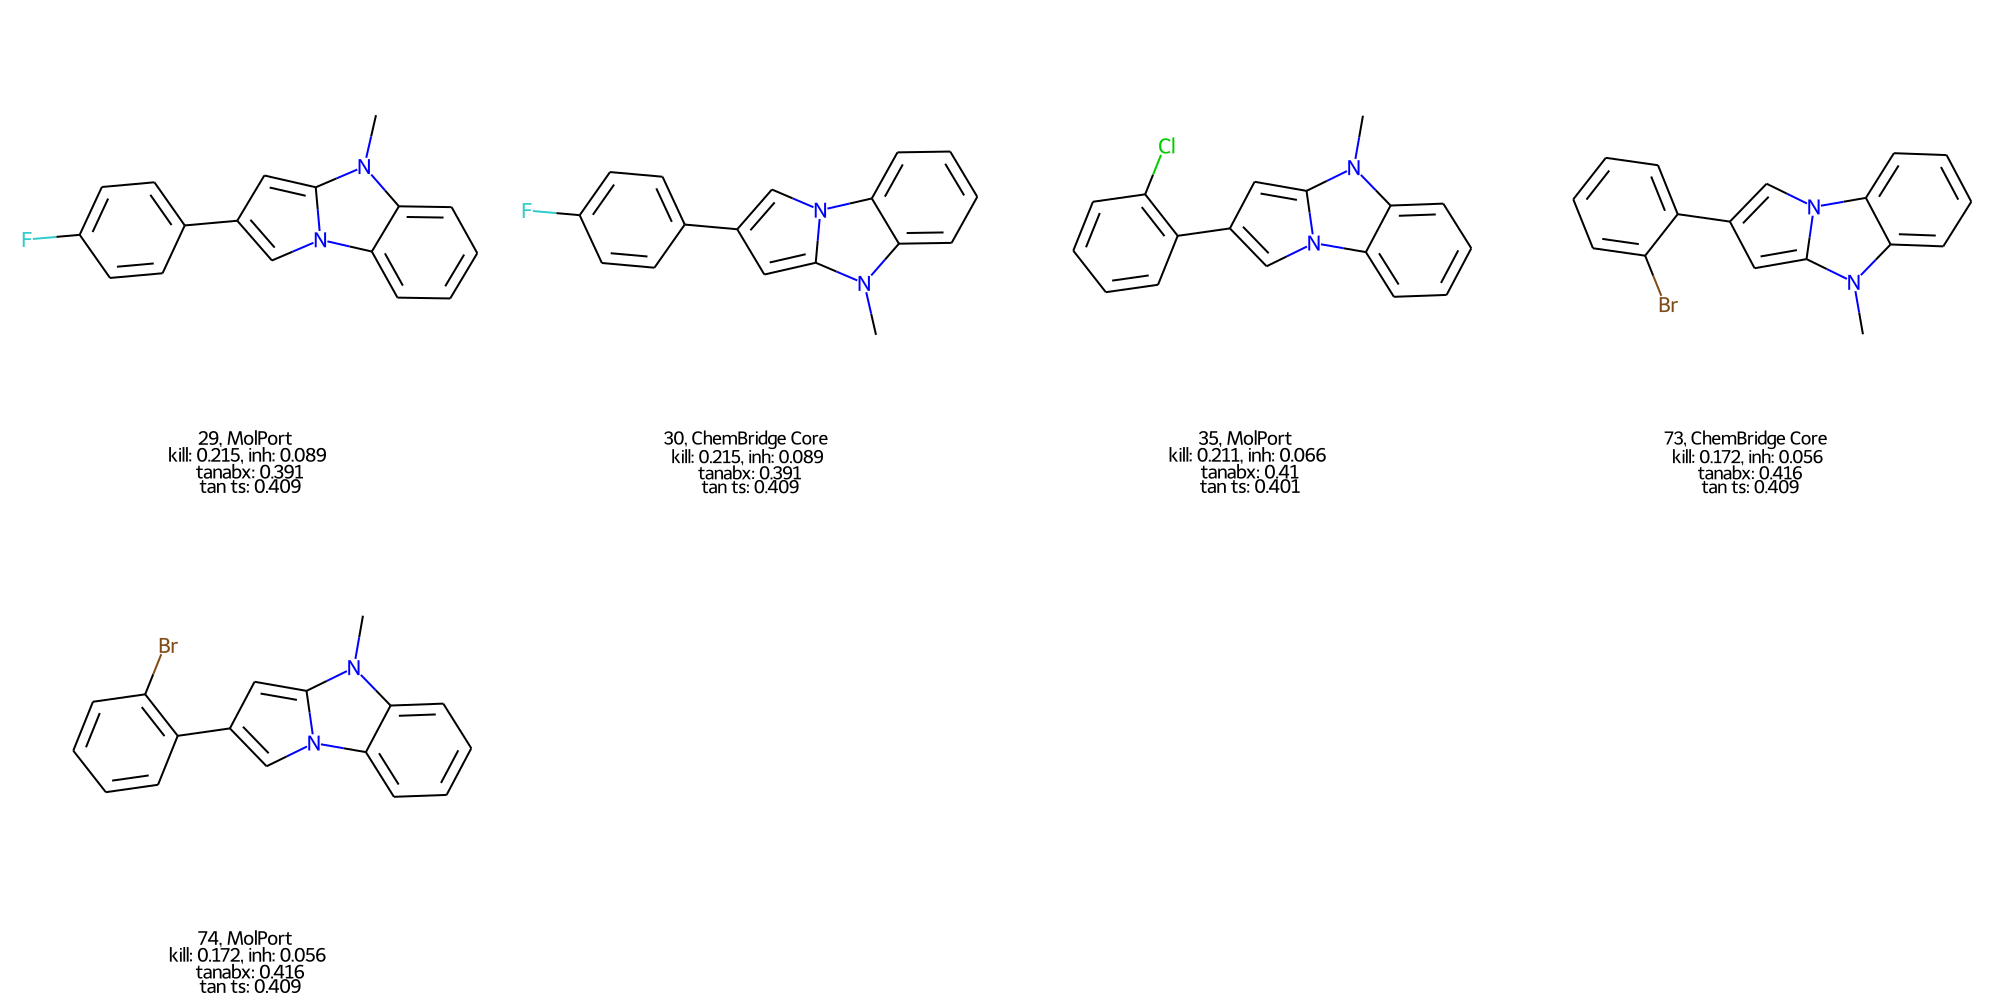 N
F
N
29, MolPort
kill: 0.215, inh: 0.089
tanabx: 0.391
tan ts: 0.409
F
N
N
30, ChemBridge Core
kill: 0.215, inh: 0.089
tanabx: 0.391
tan ts: 0.409
Cl
N
N
35, MolPort
kill: 0.211, inh: 0.066
tanabx: 0.41
tan ts: 0.401
N
N
Br
73, ChemBridge Core
kill: 0.172, inh: 0.056
tanabx: 0.416
tan ts: 0.409
Br
N
N
74, MolPort
kill: 0.172, inh: 0.056
tanabx: 0.416
tan ts: 0.409